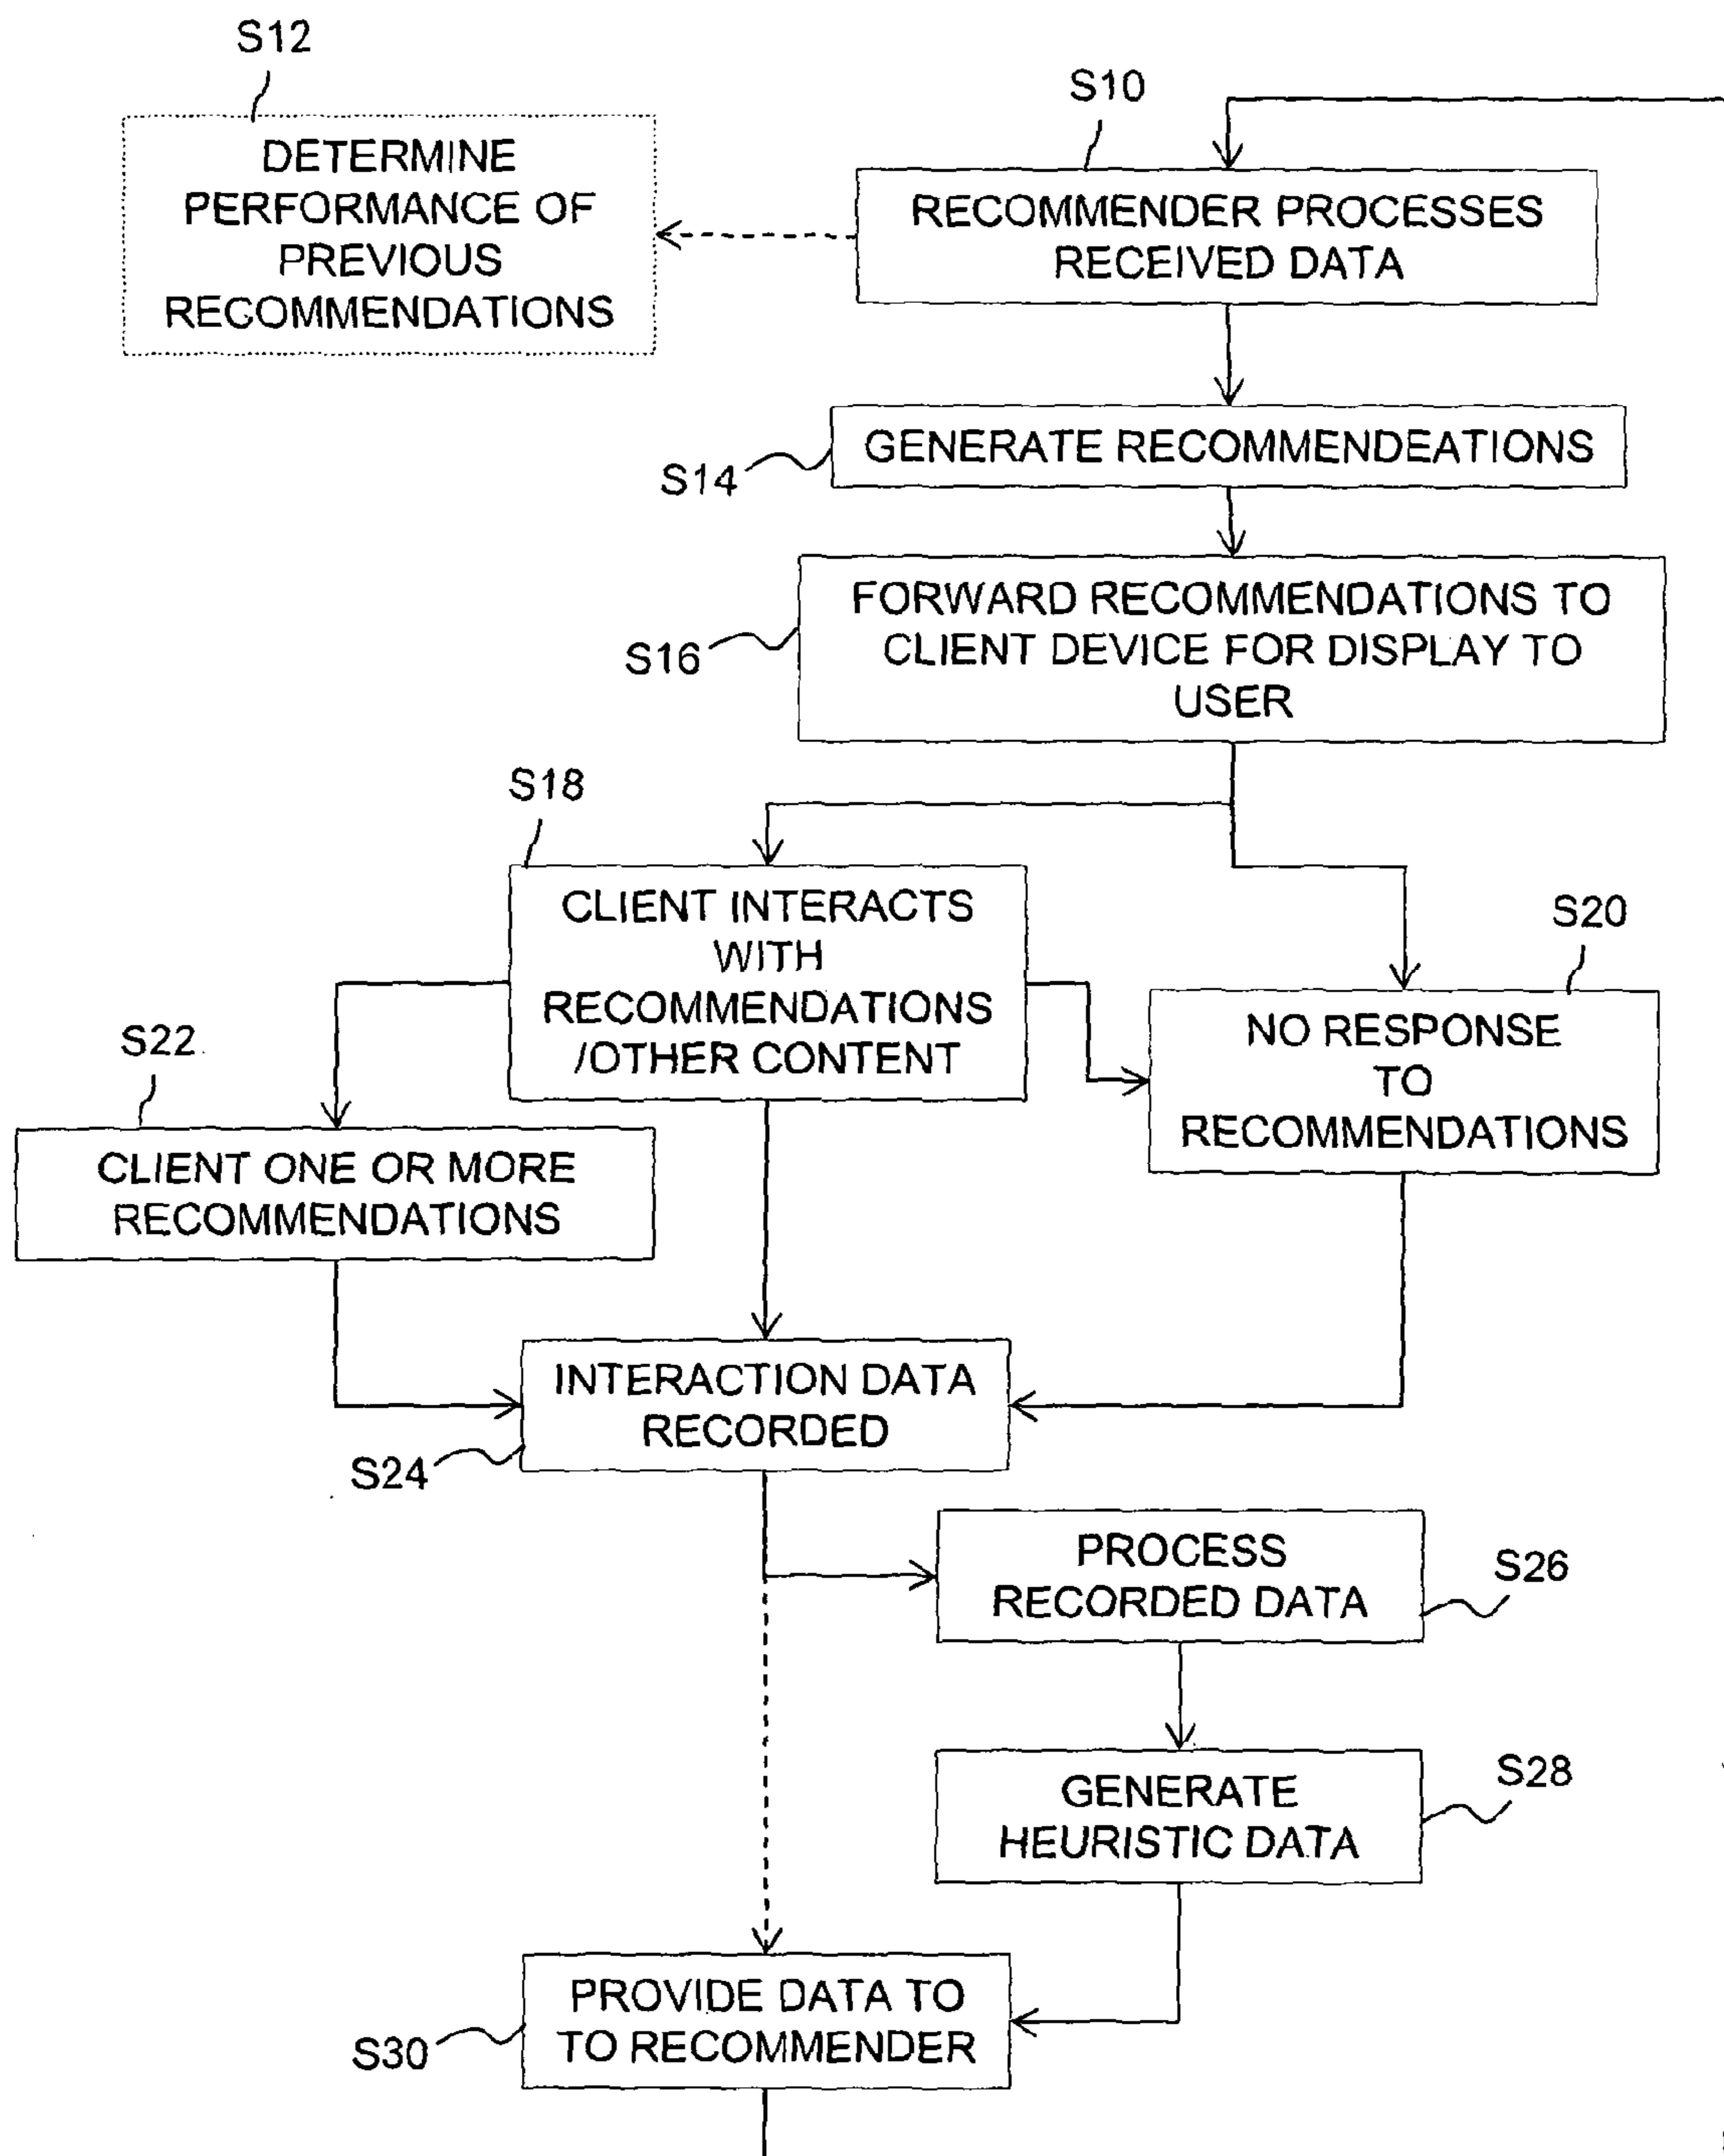 S12
DETERMINE
PERFORMANCE OF
PREVIOUS
RECOMMENDATIONS
S10
RECOMMENDER PROCESSES
RECEIVED DATA
S14
GENERATE RECOMMENDEATIONS
S16
FORWARD RECOMMENDATIONS TO
CLIENT DEVICE FOR DISPLAY TO
USER
S18
CLIENT INTERACTS
WITH
RECOMMENDATIONS
/OTHER CONTENT
S20
NO RESPONSE
TO
RECOMMENDATIONS
S22
CLIENT ONE OR MORE
RECOMMENDATIONS
INTERACTION DATA
RECORDED
S24
PROCESS
RECORDED DATA
S26
GENERATE
HEURISTIC DATA
S28
PROVIDE DATA TO
TO RECOMMENDER
S30